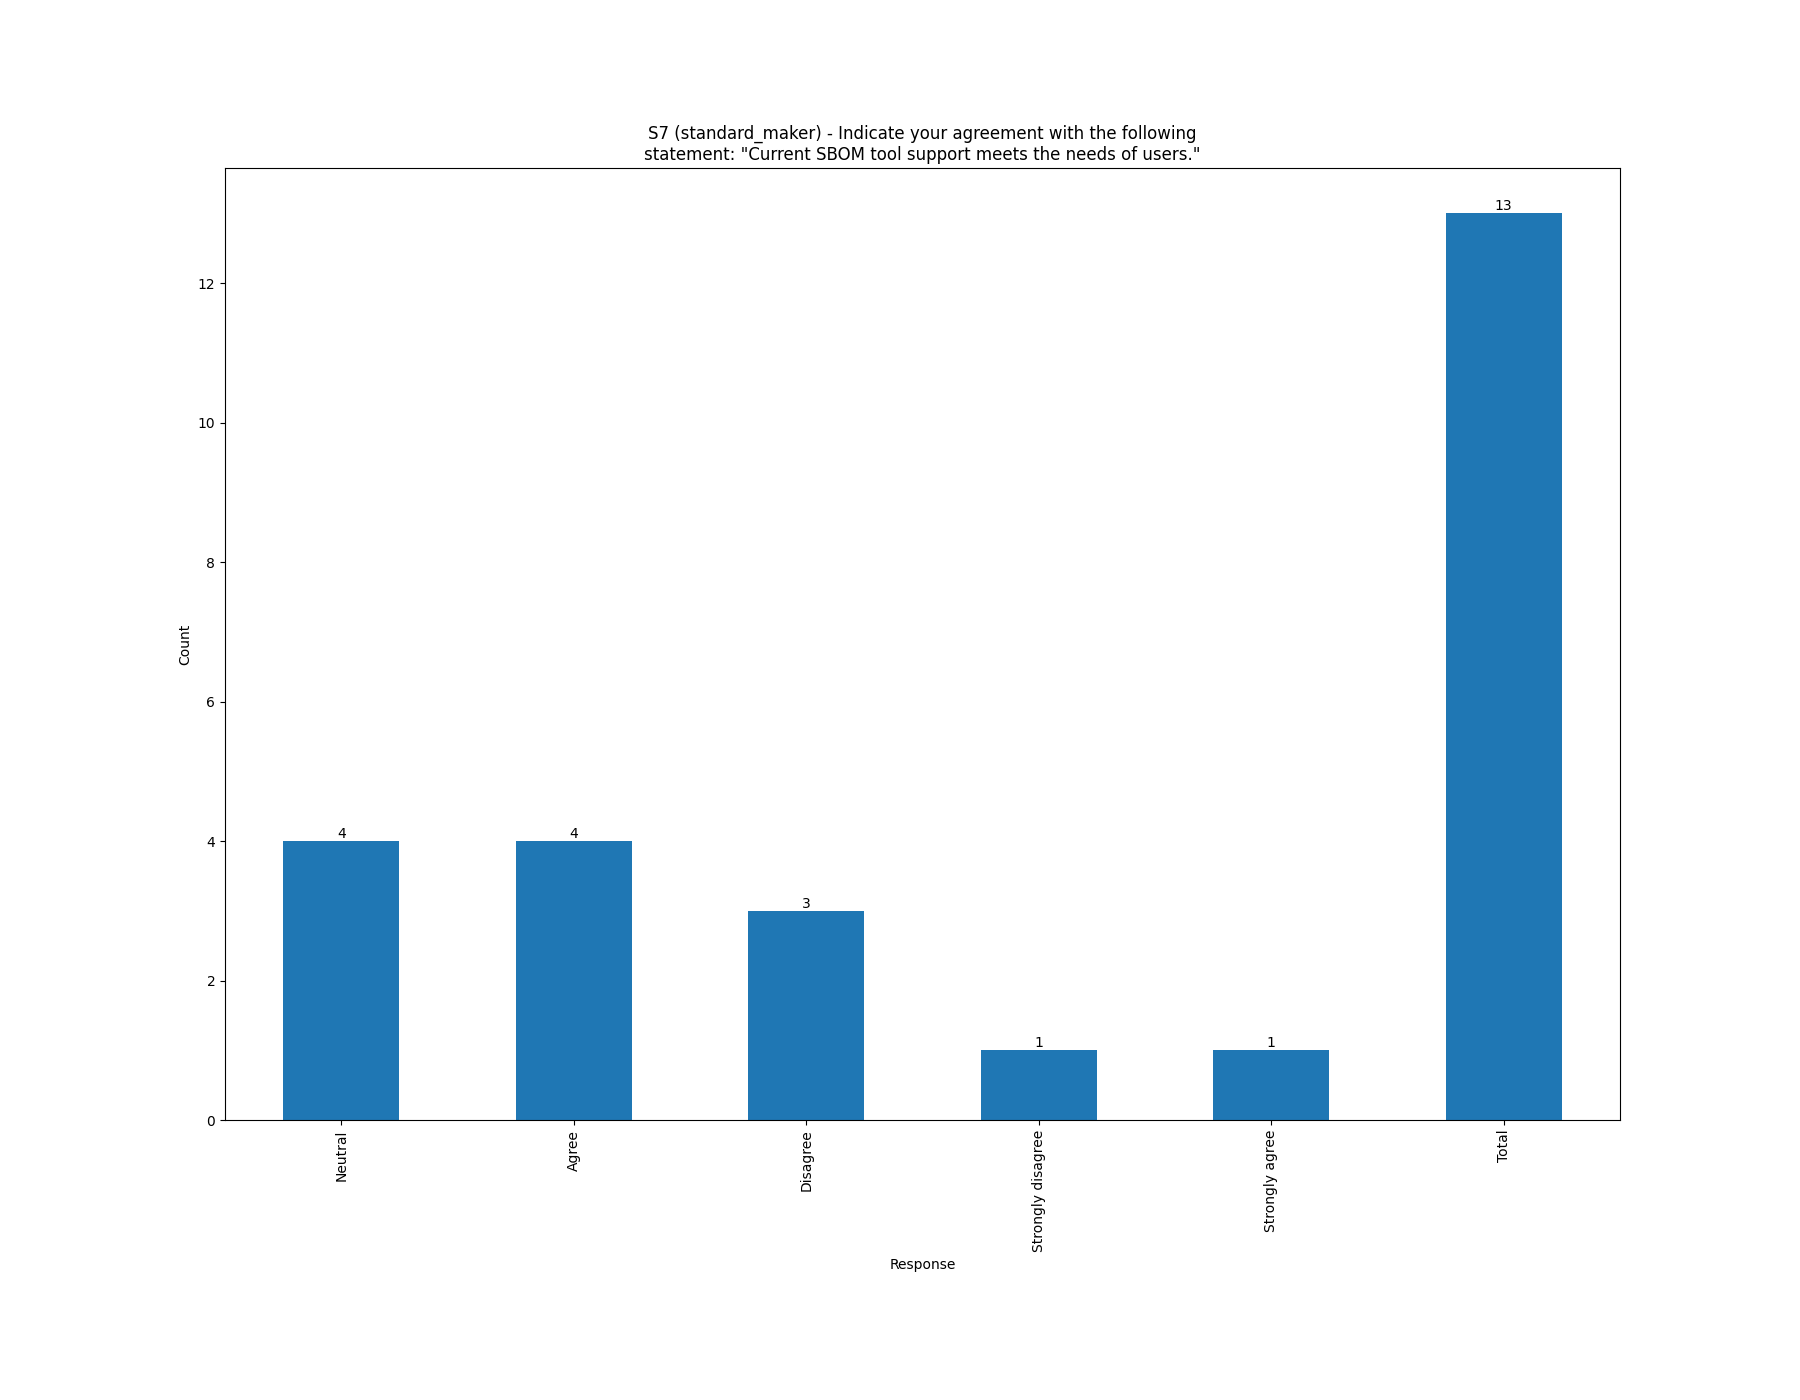 S7 (standard_maker) - Indicate your agreement with the following
statement: "Current SBOM tool support meets the needs of users."
Count
12
10
8
6
4
2
0
4
4
3
1
1
13
Neutral
Agree
Disagree
Strongly disagree
Strongly agree
Total
Response